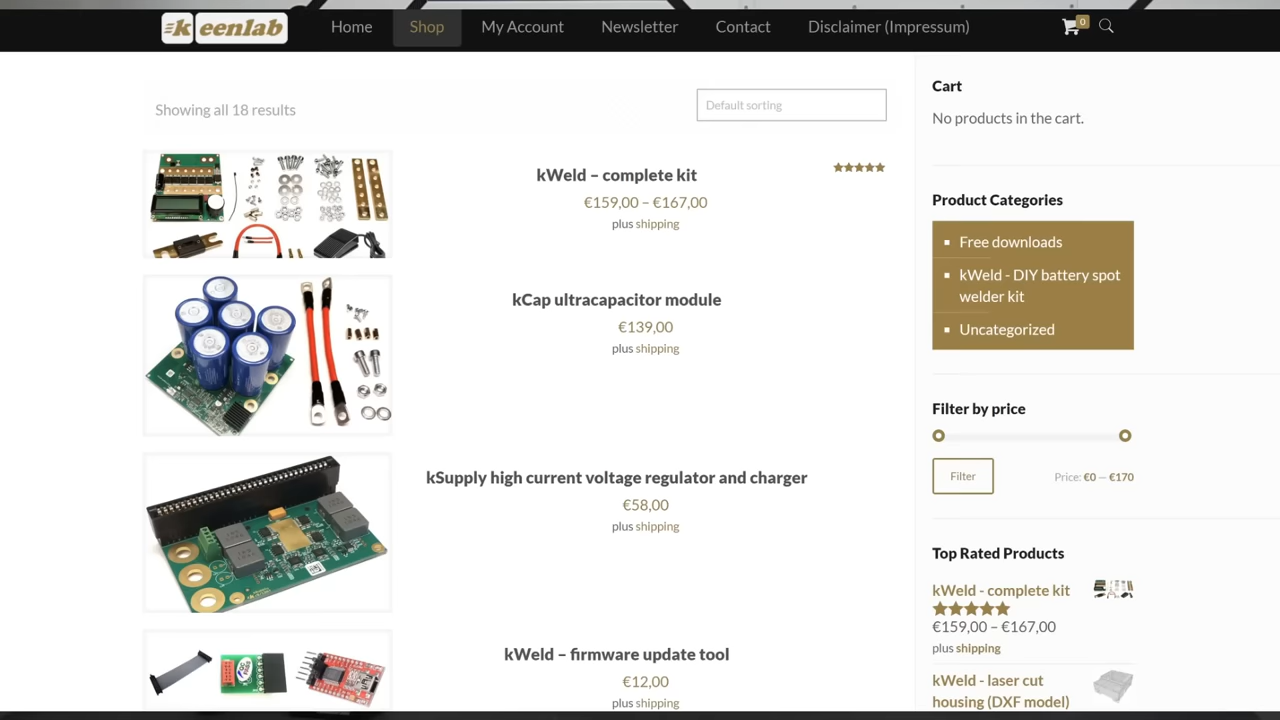 keenlab
Home
Shop
My Account
Newsletter
Contact
Disclaimer (Impressum)
0
Showing all 18 results
Default sorting
kWeld – complete kit
€159,00 – €167,00
plus shipping
kCap ultracapacitor module
€139,00
plus shipping
kSupply high current voltage regulator and charger
€58,00
plus shipping
kWeld – firmware update tool
€12,00
plus shipping
Cart
No products in the cart.
Product Categories
Free downloads
kWeld - DIY battery spot
welder kit
Uncategorized
Filter by price
Filter
Price: €0 — €170
Top Rated Products
kWeld - complete kit
€159,00 – €167,00
plus shipping
kWeld - laser cut
housing (DXF model)